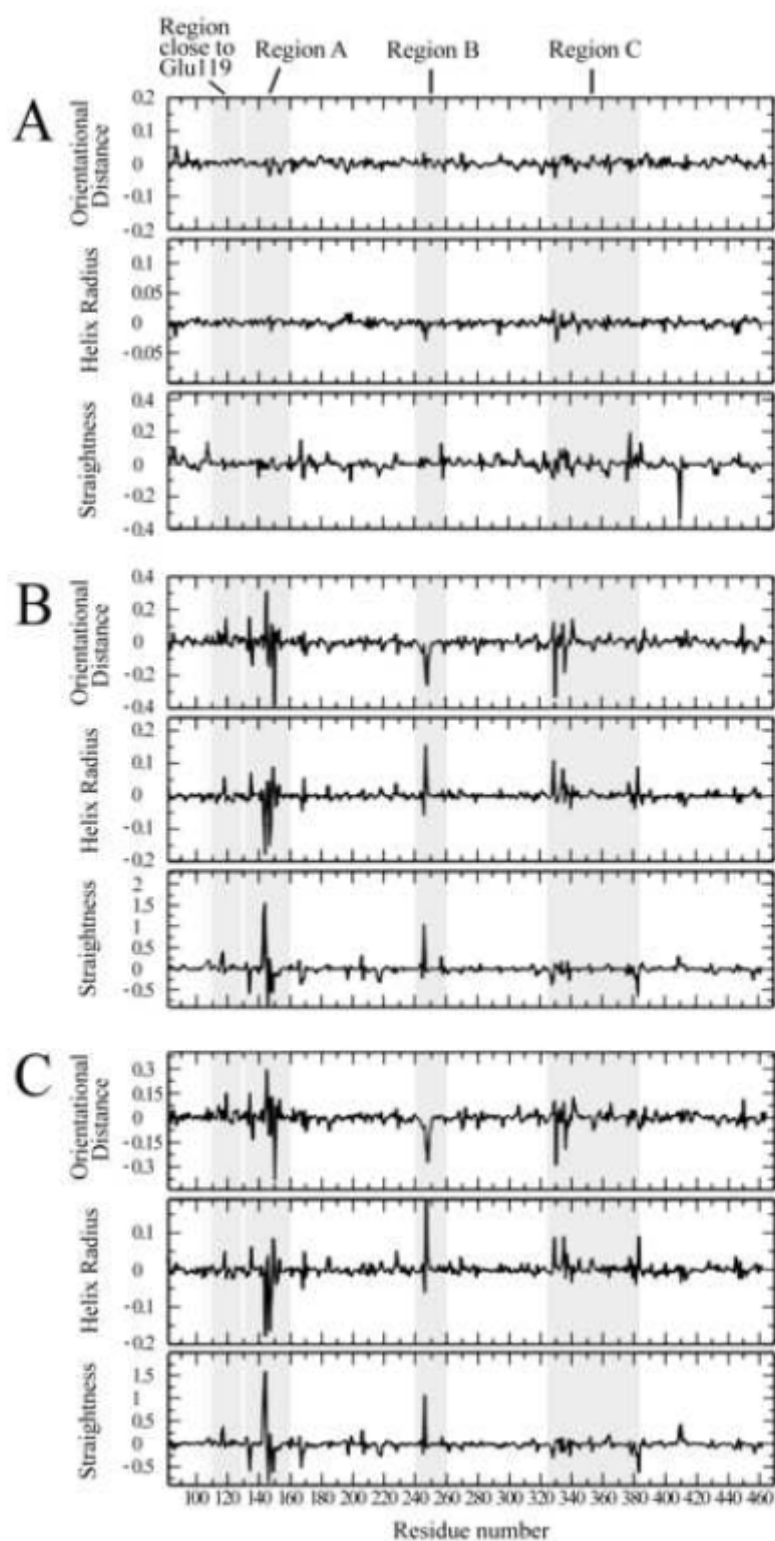 Region
close to
Glu119
Region A
Region B
Region C
A
Orientational
Distance
0.2
0.1
0
-0.1
-0.2
Helix Radius
0.1
0.05
0
-0.05
Straightness
0.4
0.2
0
-0.2
-0.4
B
Orientational
Distance
0.4
0.2
0
-0.2
-0.4
Helix Radius
0.2
0.1
0
-0.1
-0.2
Straightness
2
1.5
1
0.5
0
-0.5
C
Orientational
Distance
0.3
0.15
0
-0.15
-0.3
Helix Radius
0.1
0
-0.1
-0.2
Straightness
1.5
1
0.5
0
-0.5
100 120 140 160 180 200 220 240 260 280 300 320 340 360 380 400 420 440 460
Residue number